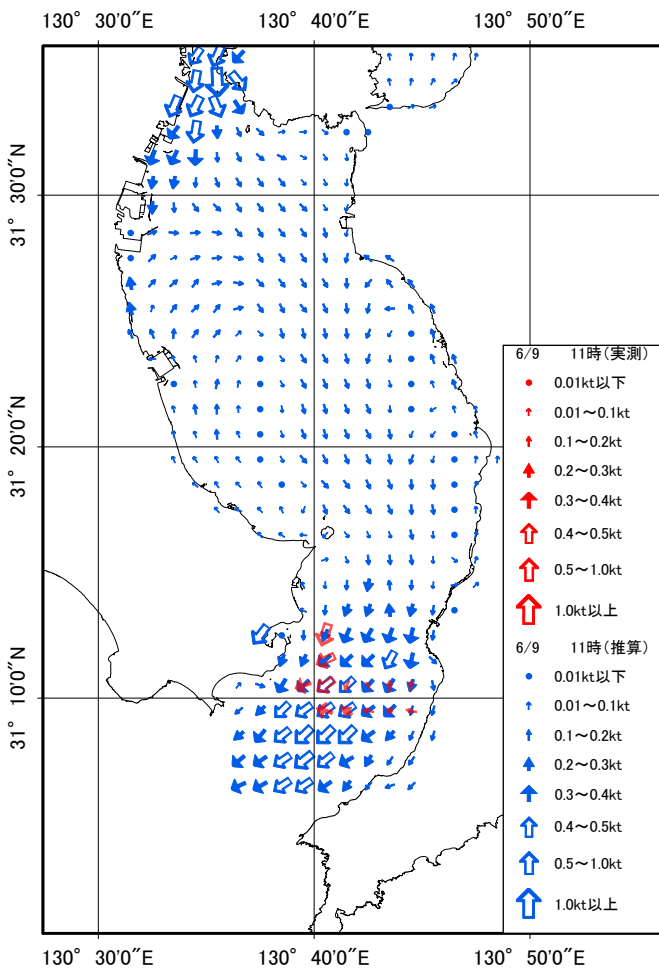 130° 30′0″E 130° 40′0″E 130° 50′0″E
31° 30′0″N
31° 20′0″N
31° 10′0″N
6/9 11時(実測)
0.01kt以下
0.01～0.1kt
0.1～0.2kt
0.2～0.3kt
0.3～0.4kt
0.4～0.5kt
0.5～1.0kt
1.0kt以上
6/9 11時(推算)
0.01kt以下
0.01～0.1kt
0.1～0.2kt
0.2～0.3kt
0.3～0.4kt
0.4～0.5kt
0.5～1.0kt
1.0kt以上
130° 30′0″E 130° 40′0″E 130° 50′0″E